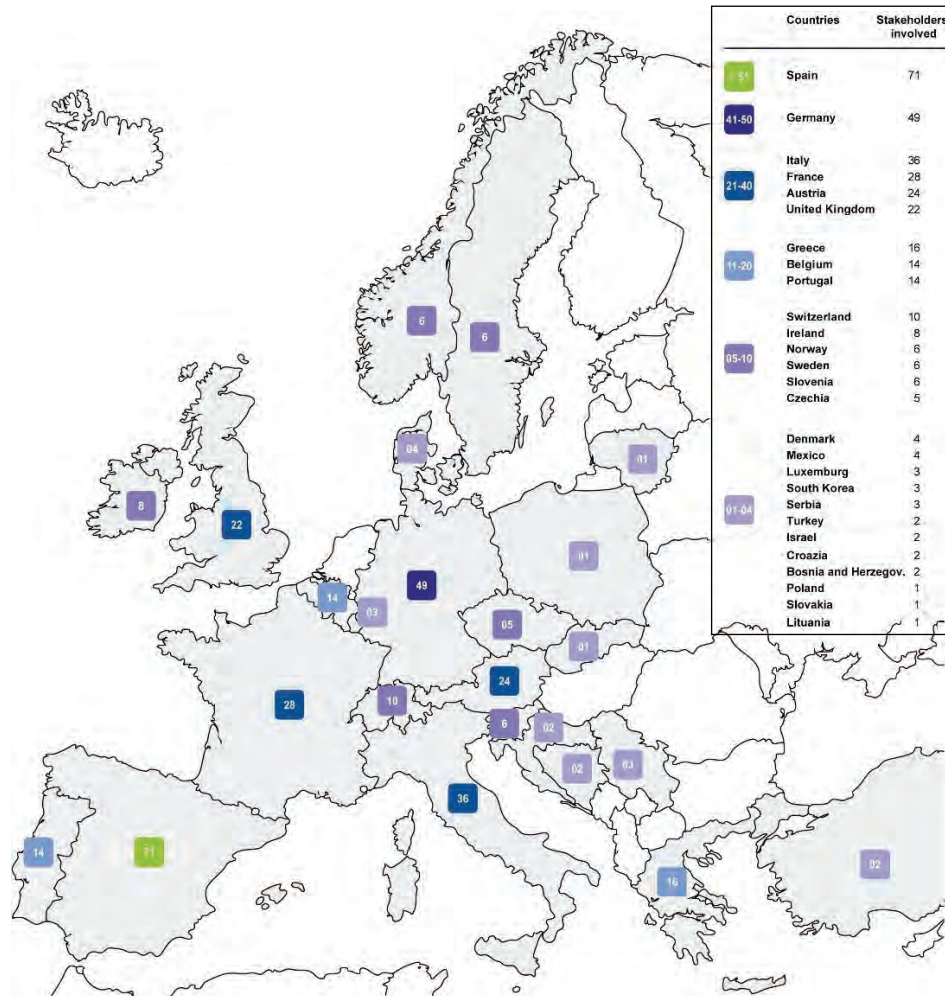 Countries Stakeholders
involved
Spain 71
41-50 Germany 49
Italy 36
France 28
21-40
Austria 24
United Kingdom 22
Greece 16
11-20 Belgium 14
Portugal 14
Switzerland 10
Ireland 8
Norway 6
05-10
Sweden 6
Slovenia 6
Czechia 5
Denmark 4
Mexico 4
Luxemburg 3
South Korea 3
Serbia 3
01-04
Turkey 2
Israel 2
Croazia 2
Bosnia and Herzegov. 2
Poland 1
Slovakia 1
Lituania 1
6
6
04
01
8
22
01
49
14
03
05
01
24
10
28
6
02
02
03
36
14
71
02
16